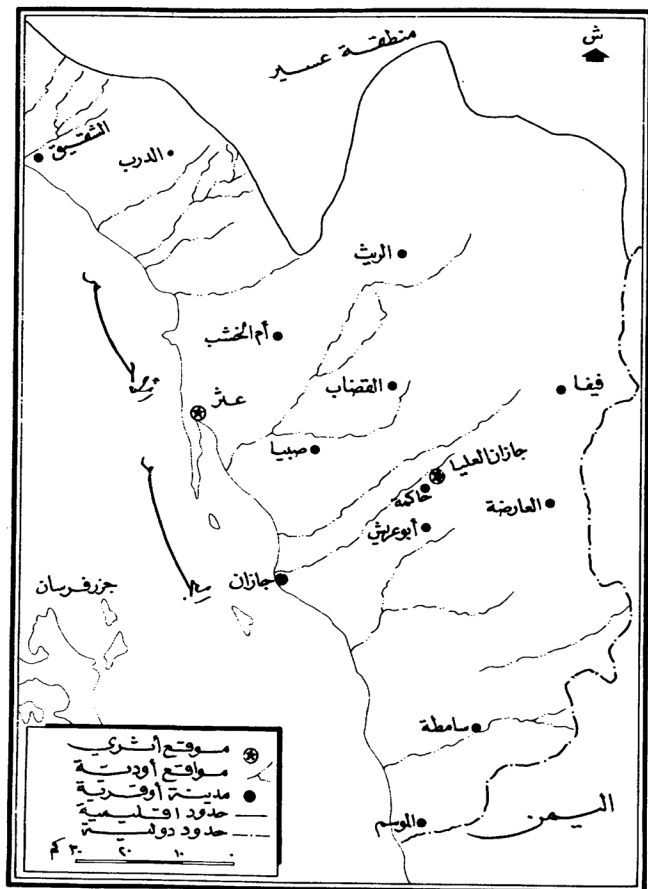 منطقة عسير
ش
الشقيق
الدرب
الريث
أم الخشب
القضاب
فيفا
عثر
صبيا
جازان العليا
حاكمة
العارضة
أبوعريش
جازان
جزر فرسان
البحر
الأحمر
سامطة
اليمن
الموسم
موقع أثري
مواقع أودية
مدينة أو قرية
حدود اقليمية
حدود دولية
٣٠ كم ٢٠ ١٠ ٠